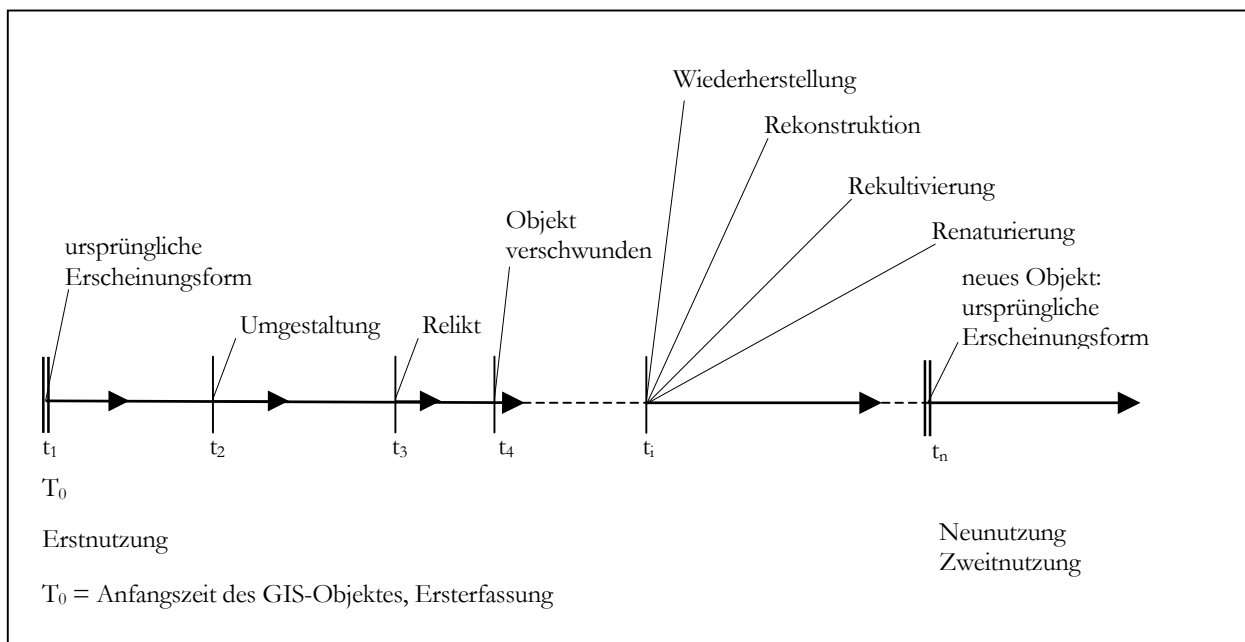 Wiederherstellung
Rekonstruktion
Rekultivierung
Renaturierung
Objekt
verschwunden
ursprüngliche
Erscheinungsform
neues Objekt:
ursprüngliche
Erscheinungsform
Umgestaltung
Relikt
t₁
t₂
t₃
t₄
tᵢ
tₙ
T₀
Erstnutzung
Neunutzung
Zweitnutzung
T₀ = Anfangszeit des GIS-Objektes, Ersterfassung